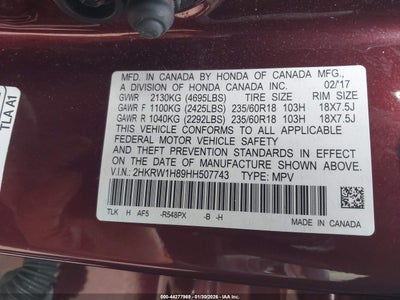 MFD. IN CANADA BY HONDA OF CANADA MFG.,
A DIVISION OF HONDA CANADA INC. 02/17
GVWR 2130KG (4695LBS) TIRE SIZE RIM SIZE
GAWR F 1100KG (2425LBS) 235/60R18 103H 18X7.5J
GAWR R 1040KG (2292LBS) 235/60R18 103H 18X7.5J
THIS VEHICLE CONFORMS TO ALL APPLICABLE
FEDERAL MOTOR VEHICLE SAFETY
AND THEFT PREVENTION STANDARDS IN EFFECT
ON THE DATE OF MANUFACTURE SHOWN ABOVE.
V.I.N.: 2HKRW1H89HH507743 TYPE: MPV
TLK H AF5 -R548PX -B -H
MADE IN CANADA
TLA A1
000-44277969 - 01/30/2026 - IAA